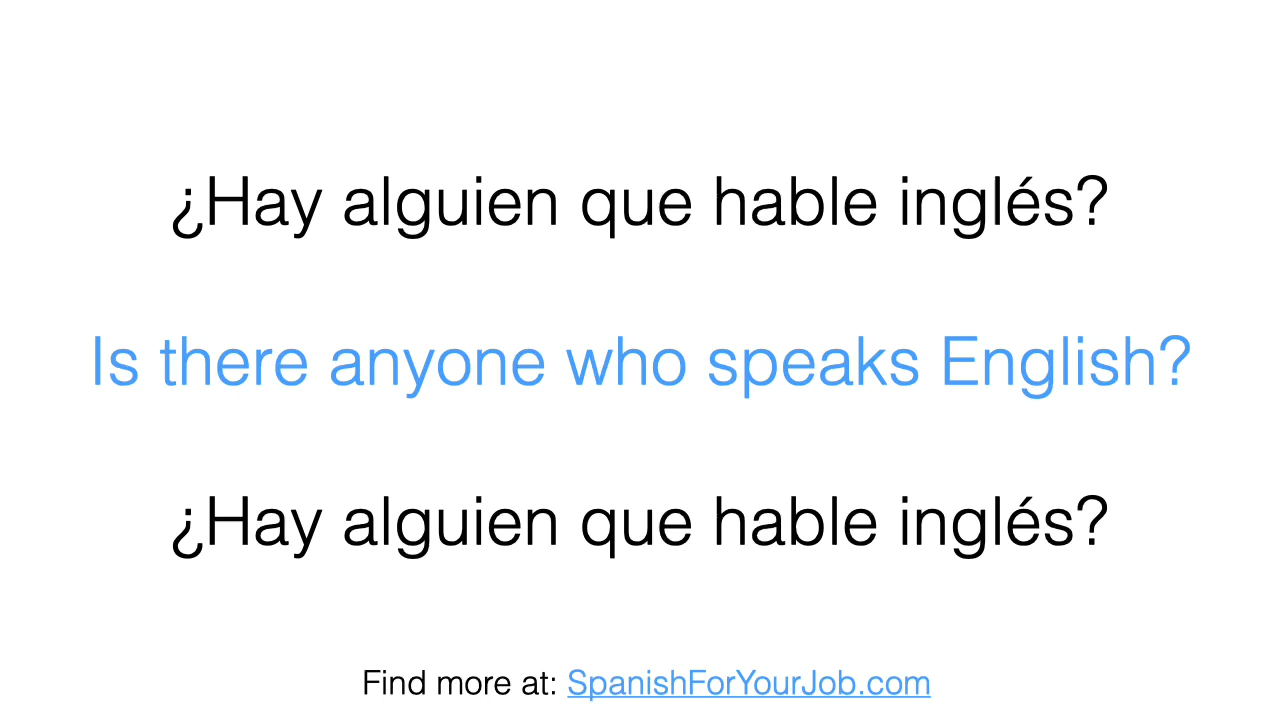 ¿Hay alguien que hable inglés?
Is there anyone who speaks English?
¿Hay alguien que hable inglés?
Find more at: SpanishForYourJob.com